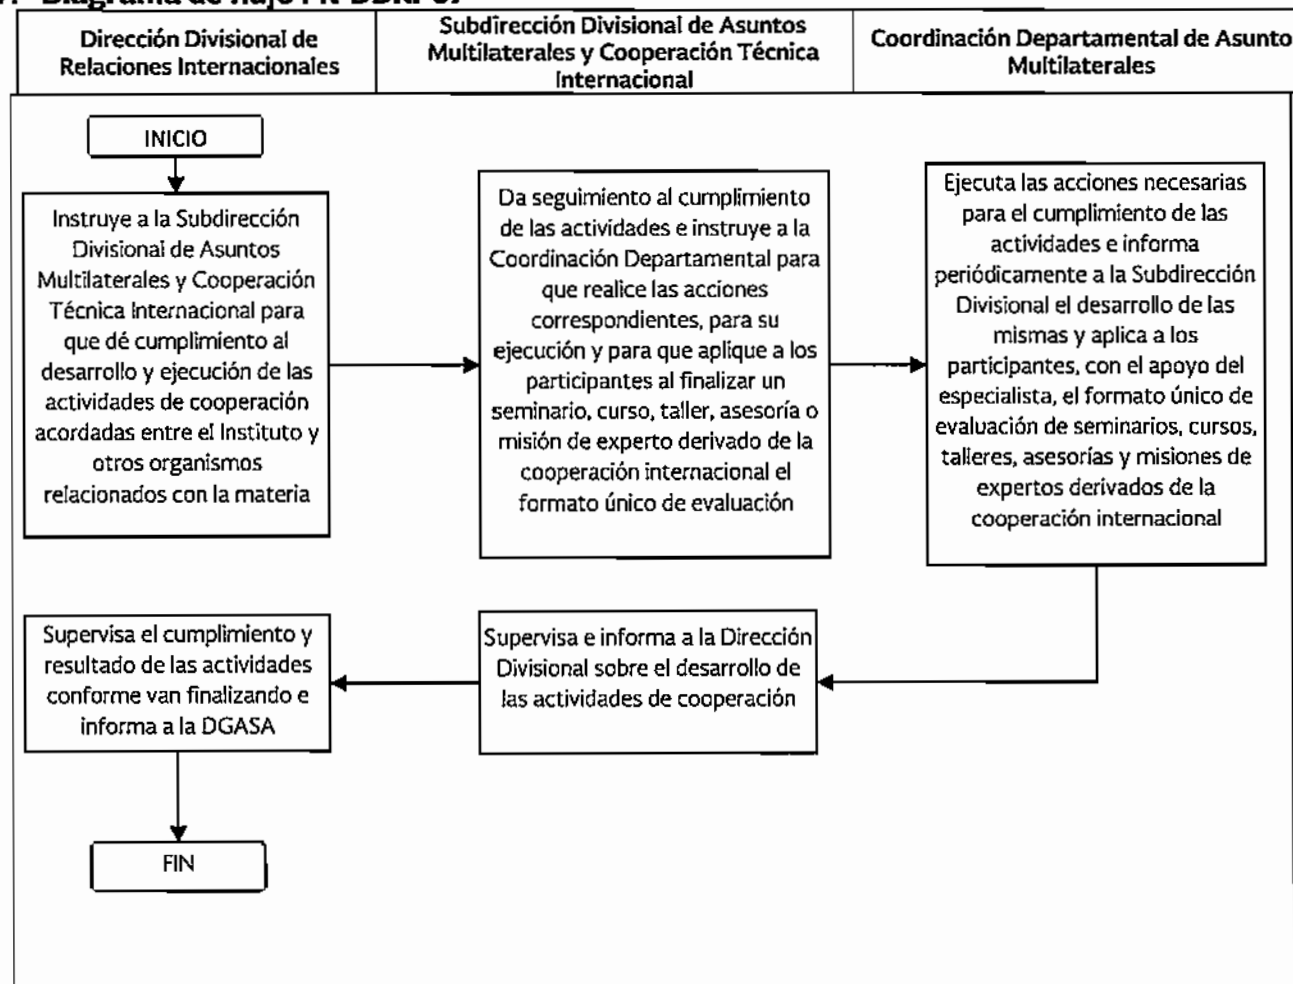 Dirección Divisional de
Relaciones Internacionales
Subdirección Divisional de Asuntos
Multilaterales y Cooperación Técnica
Internacional
Coordinación Departamental de Asunto
Multilaterales
INICIO
Instruye a la Subdirección
Divisional de Asuntos
Multilaterales y Cooperación
Técnica Internacional para
que dé cumplimiento al
desarrollo y ejecución de las
actividades de cooperación
acordadas entre el Instituto y
otros organismos
relacionados con la materia
Da seguimiento al cumplimiento
de las actividades e instruye a la
Coordinación Departamental para
que realice las acciones
correspondientes, para su
ejecución y para que aplique a los
participantes al finalizar un
seminario, curso, taller, asesoría o
misión de experto derivado de la
cooperación internacional el
formato único de evaluación
Ejecuta las acciones necesarias
para el cumplimiento de las
actividades e informa
periódicamente a la Subdirección
Divisional el desarrollo de las
mismas y aplica a los
participantes, con el apoyo del
especialista, el formato único de
evaluación de seminarios, cursos,
talleres, asesorías y misiones de
expertos derivados de la
cooperación internacional
Supervisa e informa a la Dirección
Divisional sobre el desarrollo de
las actividades de cooperación
Supervisa el cumplimiento y
resultado de las actividades
conforme van finalizando e
informa a la DGASA
FIN